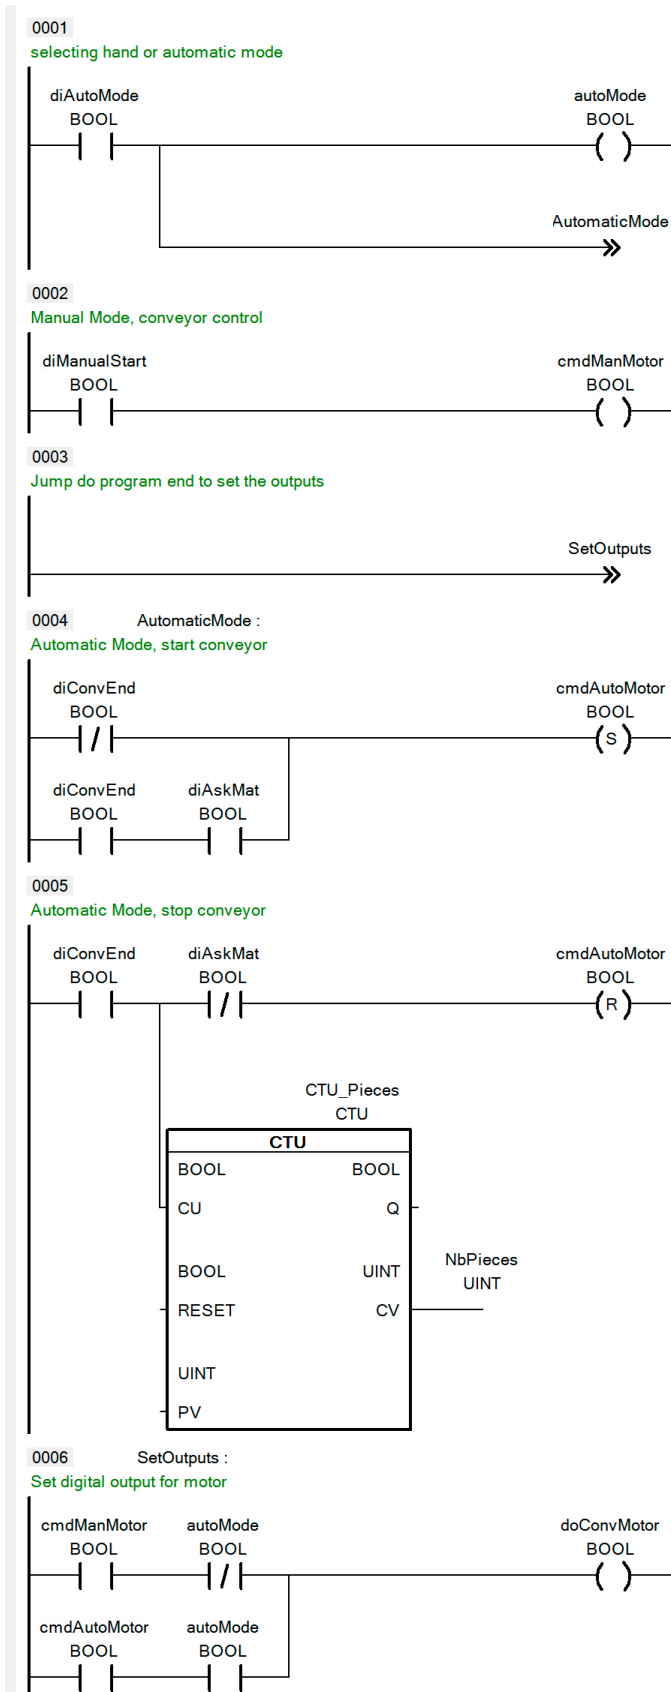 0001
selecting hand or automatic mode
diAutoMode autoMode
BOOL BOOL
AutomaticMode
0002
Manual Mode, conveyor control
diManualStart cmdManMotor
BOOL BOOL
0003
Jump do program end to set the outputs
SetOutputs
0004 AutomaticMode :
Automatic Mode, start conveyor
diConvEnd cmdAutoMotor
BOOL BOOL
S
diConvEnd diAskMat
BOOL BOOL
0005
Automatic Mode, stop conveyor
diConvEnd diAskMat cmdAutoMotor
BOOL BOOL BOOL
R
CTU_Pieces
CTU
CTU
BOOL BOOL
CU Q
NbPieces
BOOL UINT UINT
RESET CV
UINT
PV
0006 SetOutputs :
Set digital output for motor
cmdManMotor autoMode doConvMotor
BOOL BOOL BOOL
cmdAutoMotor autoMode
BOOL BOOL